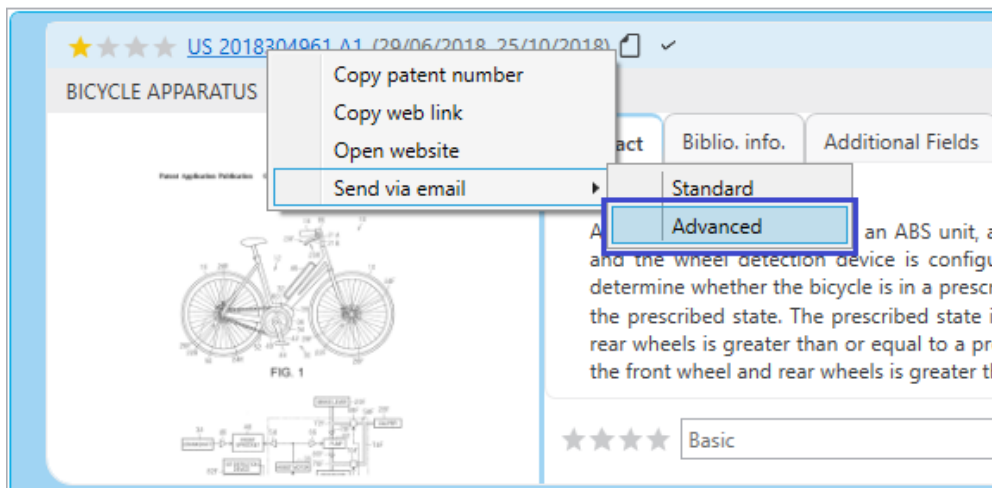 US 2018304961 A1 (29/06/2018, 25/10/2018)
BICYCLE APPARATUS
Copy patent number
Copy web link
Open website
Send via email
Standard
Advanced
act
Biblio. info.
Additional Fields
Patent Application Publication
A an ABS unit, a
and the wheel detection device is configu
determine whether the bicycle is in a prescr
the prescribed state. The prescribed state i
rear wheels is greater than or equal to a pr
the front wheel and rear wheels is greater th
FIG. 1
Basic